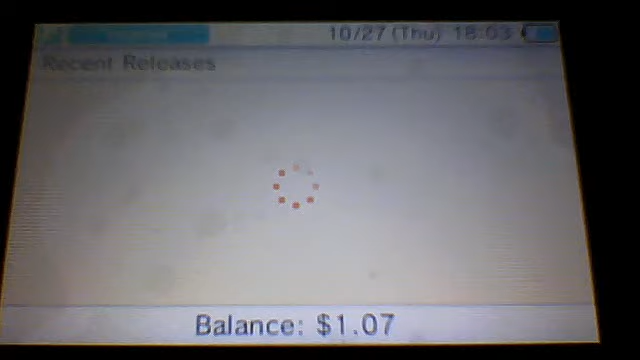 10/27 (Thu) 18:03
Recent Releases
Balance: $1.07